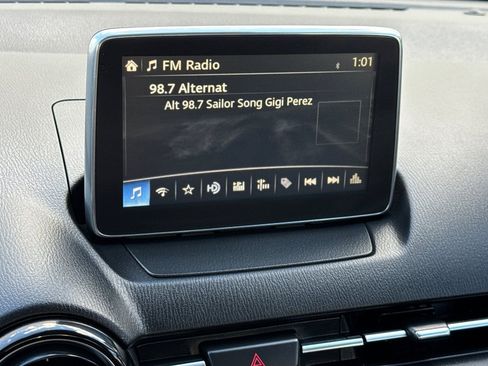 FM Radio 1:01
98.7 Alternat
Alt 98.7 Sailor Song Gigi Perez